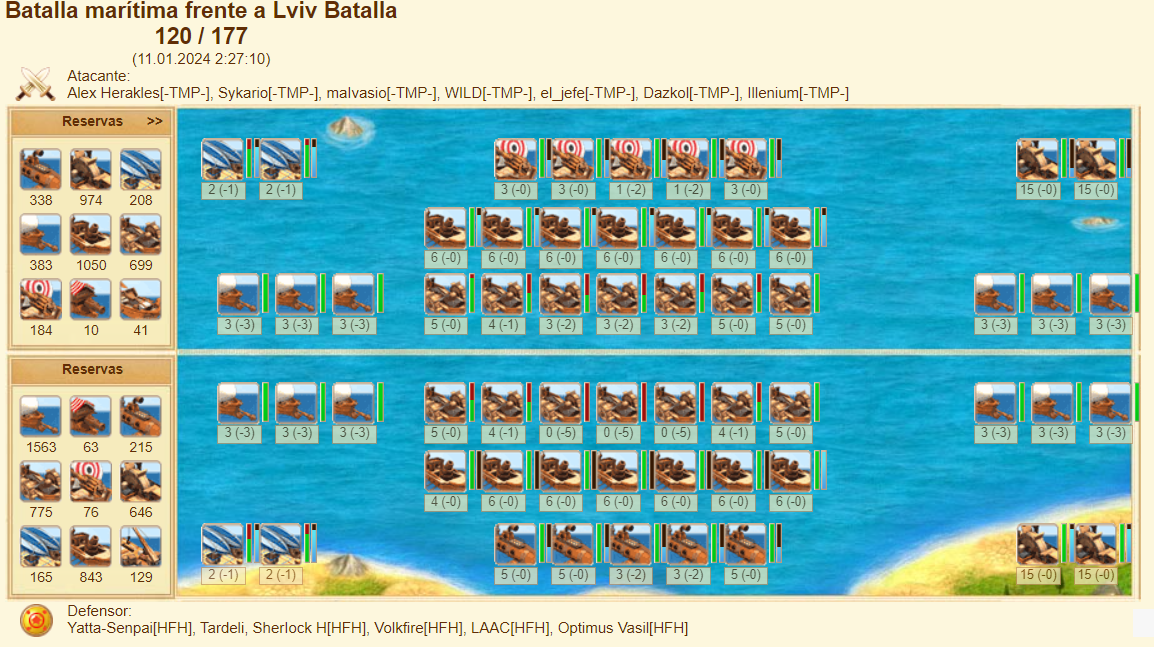 Batalla marítima frente a Lviv Batalla
120 / 177
(11.01.2024 2:27:10)
Atacante:
Alex Herakles[-TMP-], Sykario[-TMP-], malvasio[-TMP-], WILD[-TMP-], el_jefe[-TMP-], Dazkol[-TMP-], Illenium[-TMP-]
Reservas >>
338 974 208
383 1050 699
184 10 41
2 (-1) 2 (-1) 3 (-0) 3 (-0) 1 (-2) 1 (-2) 3 (-0) 15 (-0) 15 (-0)
6 (-0) 6 (-0) 6 (-0) 6 (-0) 6 (-0) 6 (-0) 6 (-0)
3 (-3) 3 (-3) 3 (-3) 5 (-0) 4 (-1) 3 (-2) 3 (-2) 3 (-2) 5 (-0) 5 (-0) 3 (-3) 3 (-3) 3 (-3)
Reservas
1563 63 215
775 76 646
165 843 129
3 (-3) 3 (-3) 3 (-3) 5 (-0) 4 (-1) 0 (-5) 0 (-5) 0 (-5) 4 (-1) 5 (-0) 3 (-3) 3 (-3) 3 (-3)
4 (-0) 6 (-0) 6 (-0) 6 (-0) 6 (-0) 6 (-0) 6 (-0)
2 (-1) 2 (-1) 5 (-0) 5 (-0) 3 (-2) 3 (-2) 5 (-0) 15 (-0) 15 (-0)
Defensor:
Yatta-Senpai[HFH], Tardeli, Sherlock H[HFH], Volkfire[HFH], LAAC[HFH], Optimus Vasil[HFH]